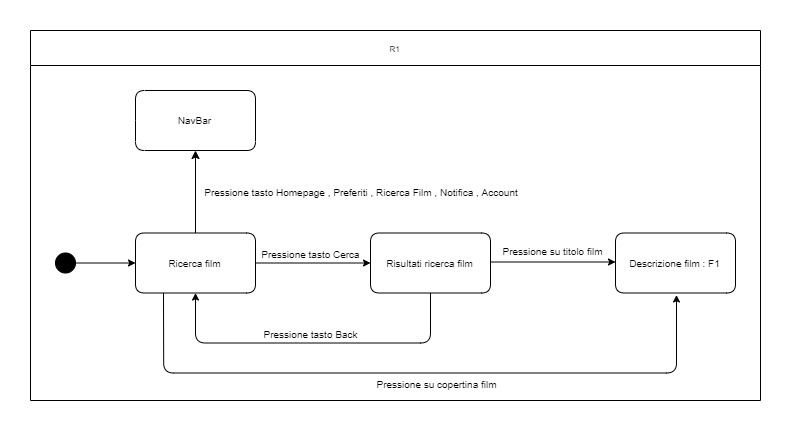 R1
NavBar
Pressione tasto Homepage , Preferiti , Ricerca Film , Notifica , Account
Ricerca film
Pressione tasto Cerca
Risultati ricerca film
Pressione su titolo film
Descrizione film : F1
Pressione tasto Back
Pressione su copertina film